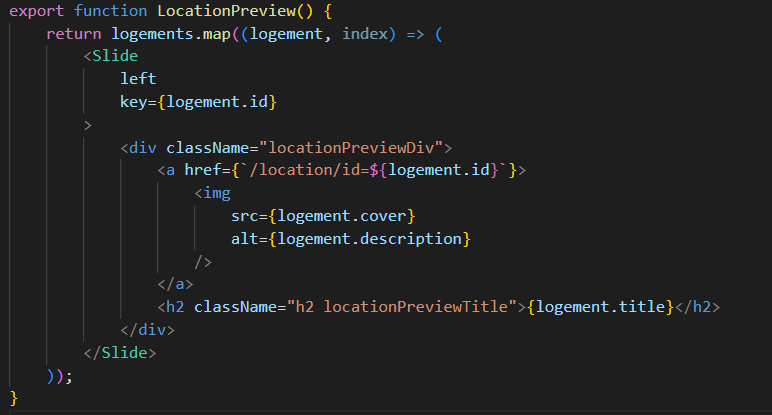 export function LocationPreview() {
return logements.map((logement, index) => (
<Slide
left
key={logement.id}
>
<div className="locationPreviewDiv">
<a href={`/location/id=${logement.id}`}>
<img
src={logement.cover}
alt={logement.description}
/>
</a>
<h2 className="h2 locationPreviewTitle">{logement.title}</h2>
</div>
</Slide>
));
}